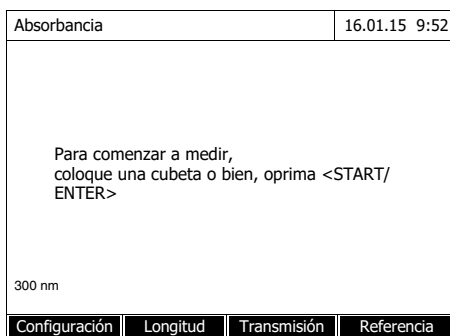 Absorbancia 16.01.15 9:52
Para comenzar a medir,
coloque una cubeta o bien, oprima <START/
ENTER>
300 nm
Configuración Longitud Transmisión Referencia